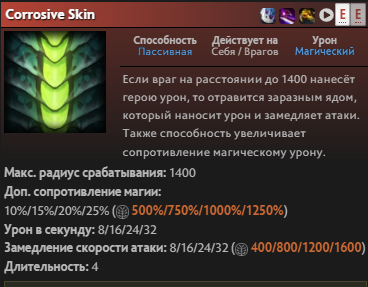 Corrosive Skin
E E
Способность Действует на Урон
Пассивная Себя / Врагов Магический
Если враг на расстоянии до 1400 нанесёт
герою урон, то отравится заразным ядом,
который наносит урон и замедляет атаки.
Также способность увеличивает
сопротивление магическому урону.
Макс. радиус срабатывания: 1400
Доп. сопротивление магии:
10%/15%/20%/25% (500%/750%/1000%/1250%)
Урон в секунду: 8/16/24/32
Замедление скорости атаки: 8/16/24/32 (400/800/1200/1600)
Длительность: 4